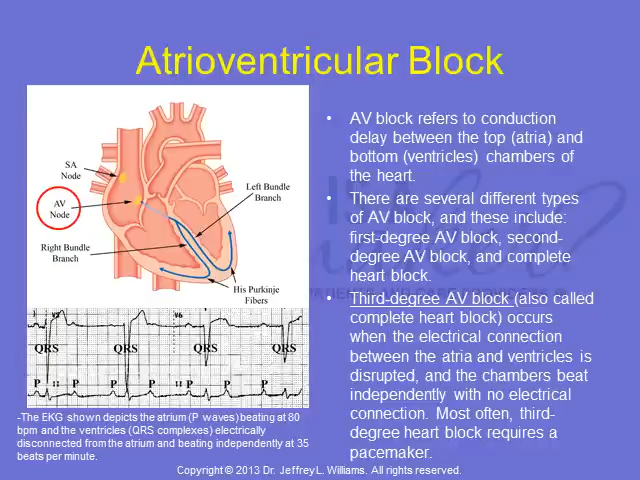 Atrioventricular Block
SA
Node
AV
Node
Left Bundle
Branch
Right Bundle
Branch
His Purkinje
Fibers
V6
QRS QRS QRS QRS
P P P P P P P
-The EKG shown depicts the atrium (P waves) beating at 80
bpm and the ventricles (QRS complexes) electrically
disconnected from the atrium and beating independently at 35
beats per minute.
• AV block refers to conduction
delay between the top (atria) and
bottom (ventricles) chambers of
the heart.
• There are several different types
of AV block, and these include:
first-degree AV block, second-
degree AV block, and complete
heart block.
• Third-degree AV block (also called
complete heart block) occurs
when the electrical connection
between the atria and ventricles is
disrupted, and the chambers beat
independently with no electrical
connection. Most often, third-
degree heart block requires a
pacemaker.
Copyright © 2013 Dr. Jeffrey L. Williams. All rights reserved.